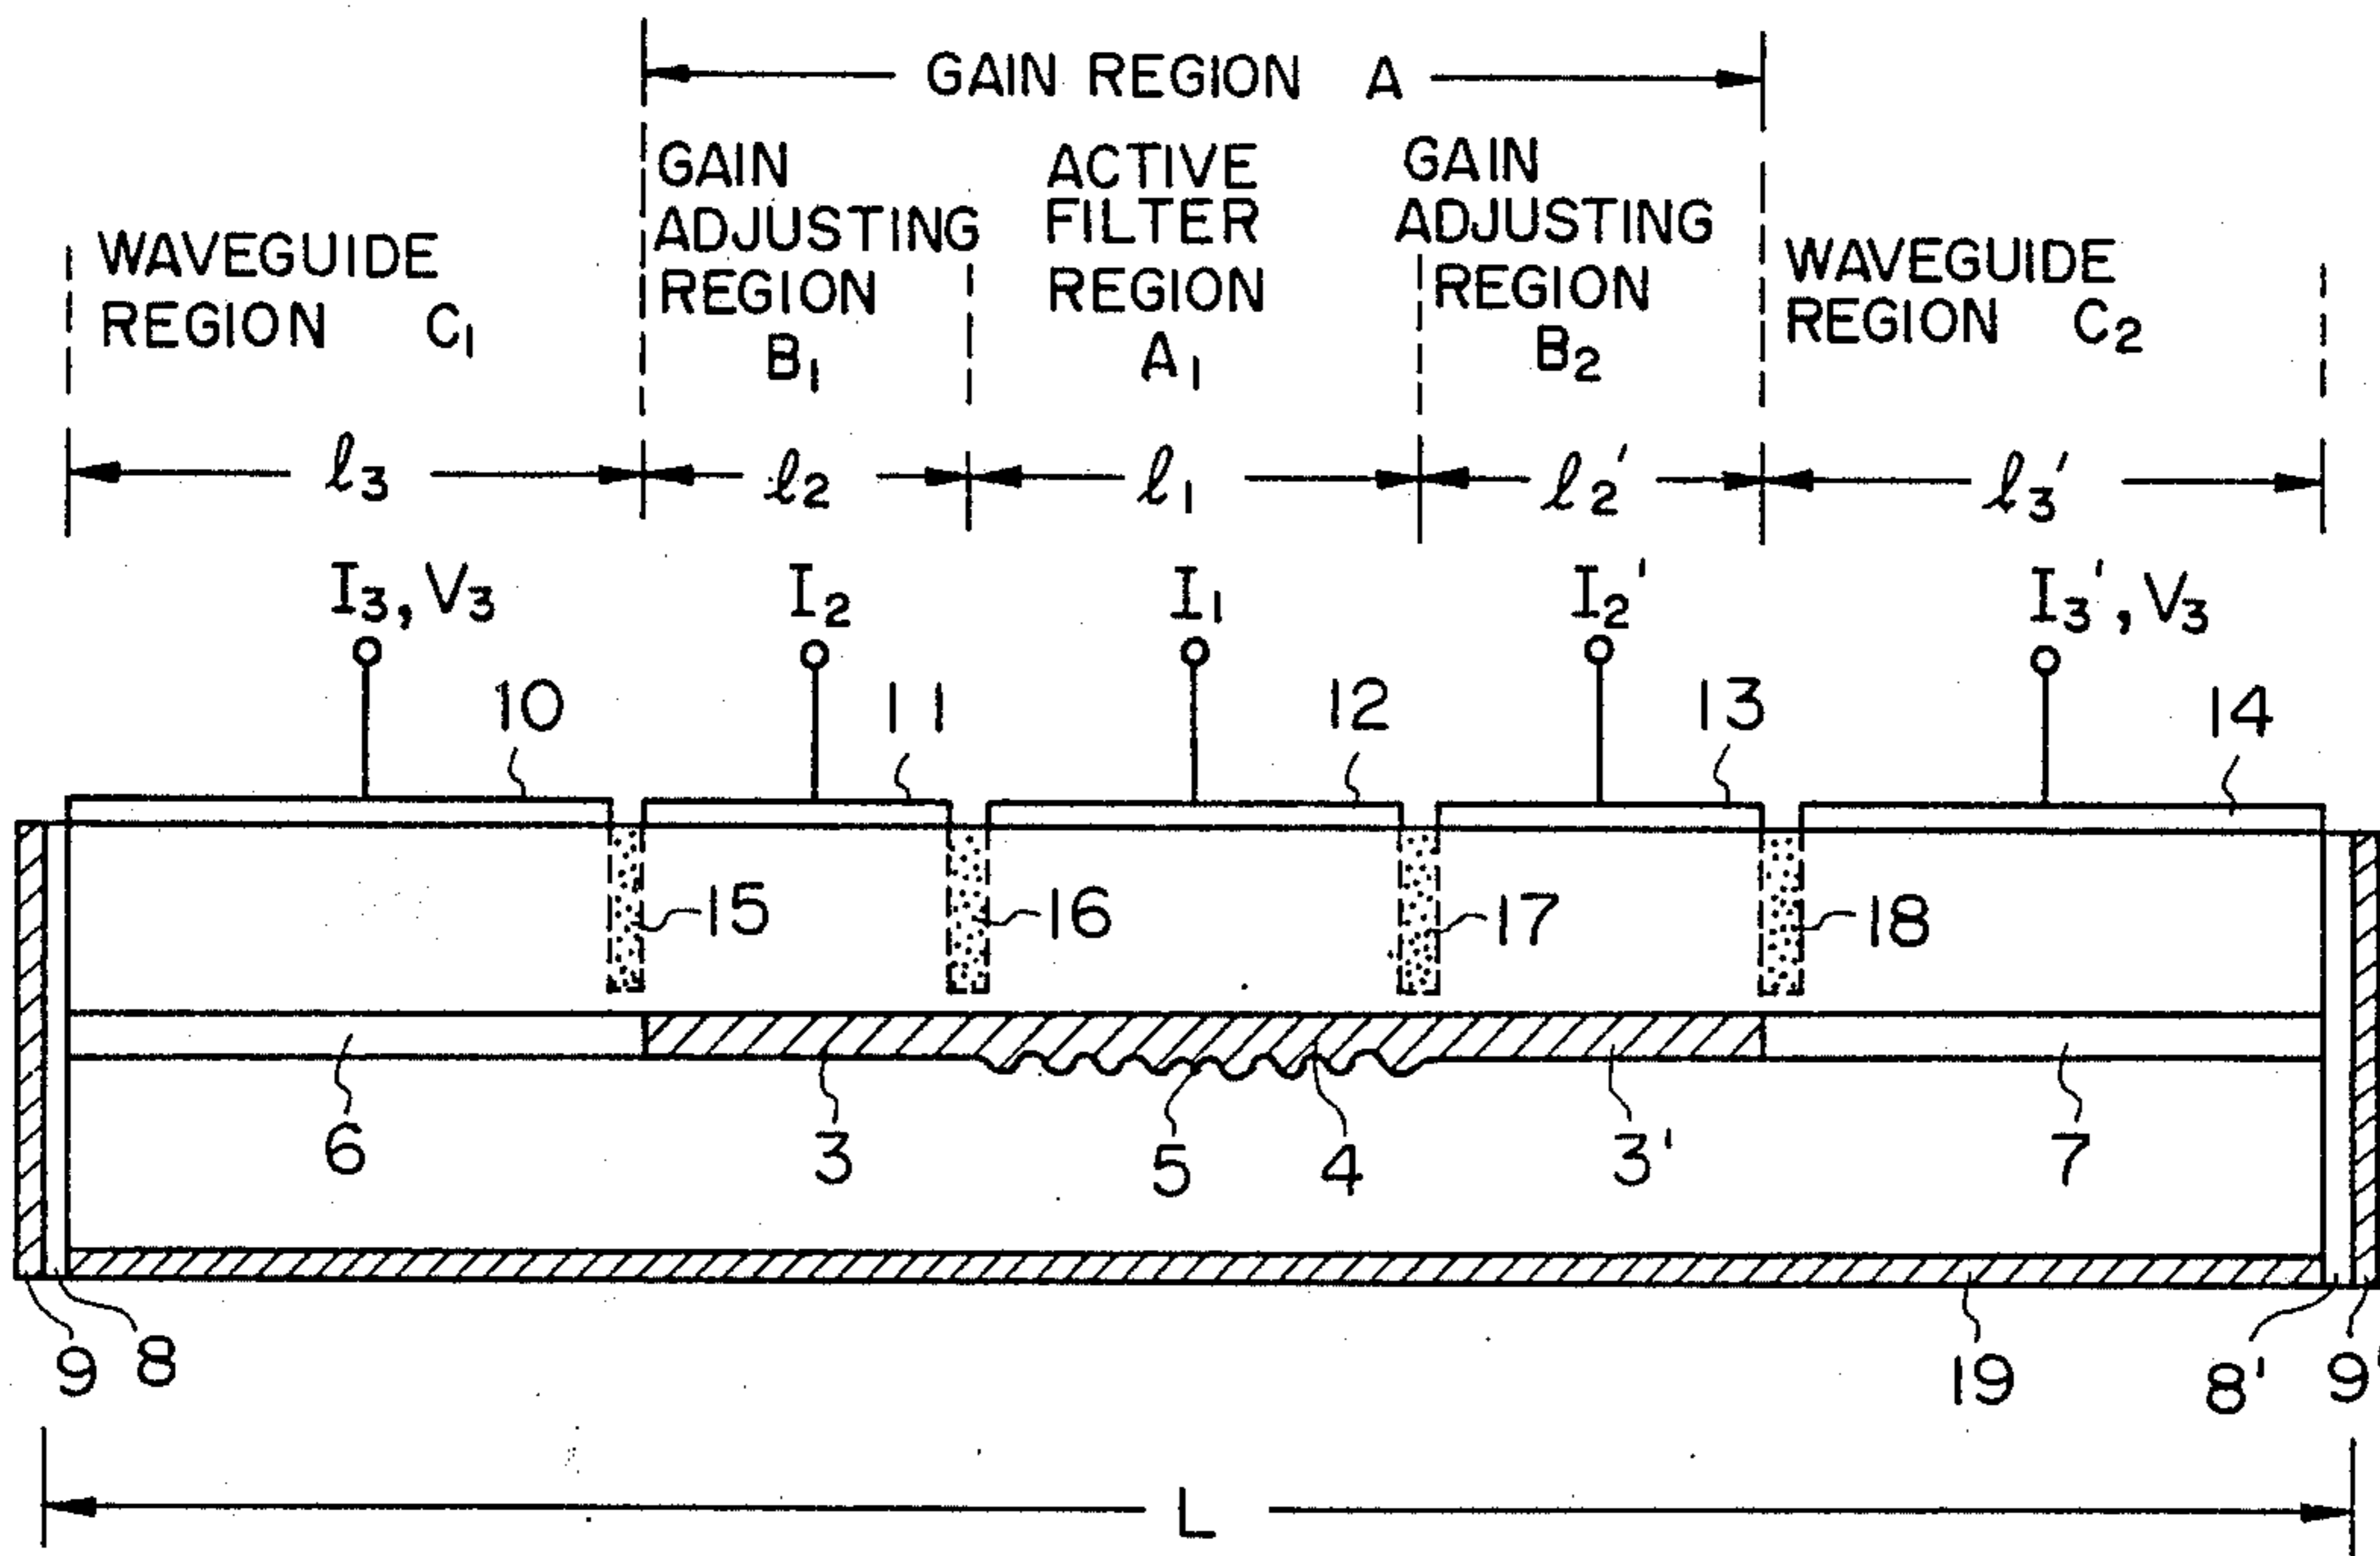 GAIN REGION A
WAVEGUIDE
REGION C₁
GAIN
ADJUSTING
REGION
B₁
ACTIVE
FILTER
REGION
A₁
GAIN
ADJUSTING
REGION
B₂
WAVEGUIDE
REGION C₂
ℓ₃ ℓ₂ ℓ₁ ℓ₂' ℓ₃'
I₃, V₃ I₂ I₁ I₂' I₃', V₃
10 11 12 13 14
15 16 17 18
6 3 5 4 3' 7
9 8 19 8' 9'
L